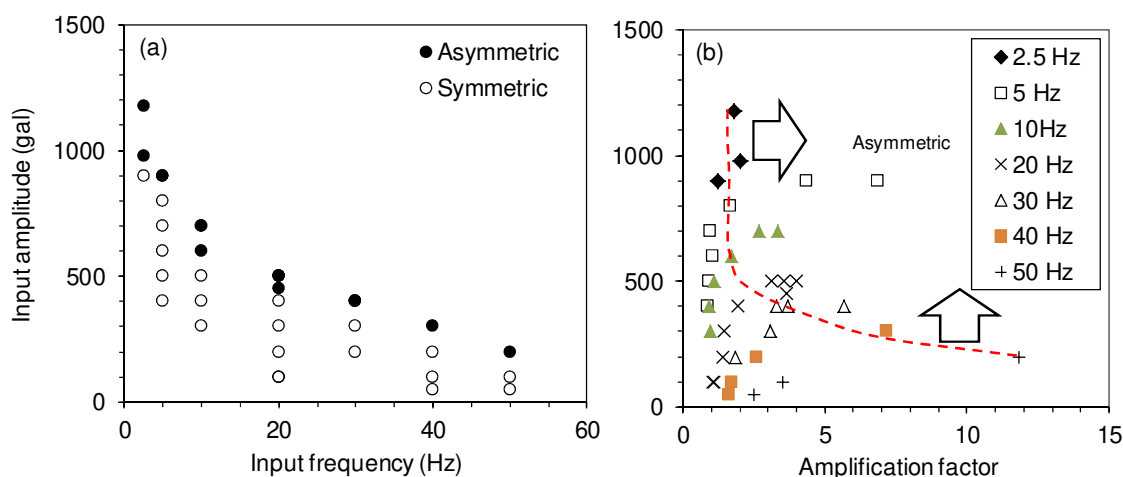 (a)
Asymmetric
Symmetric
1500
1000
500
0
0
20
40
60
Input frequency (Hz)
Input amplitude (gal)
(b)
Asymmetric
2.5 Hz
5 Hz
10Hz
20 Hz
30 Hz
40 Hz
50 Hz
1500
1000
500
0
0
5
10
15
Amplification factor